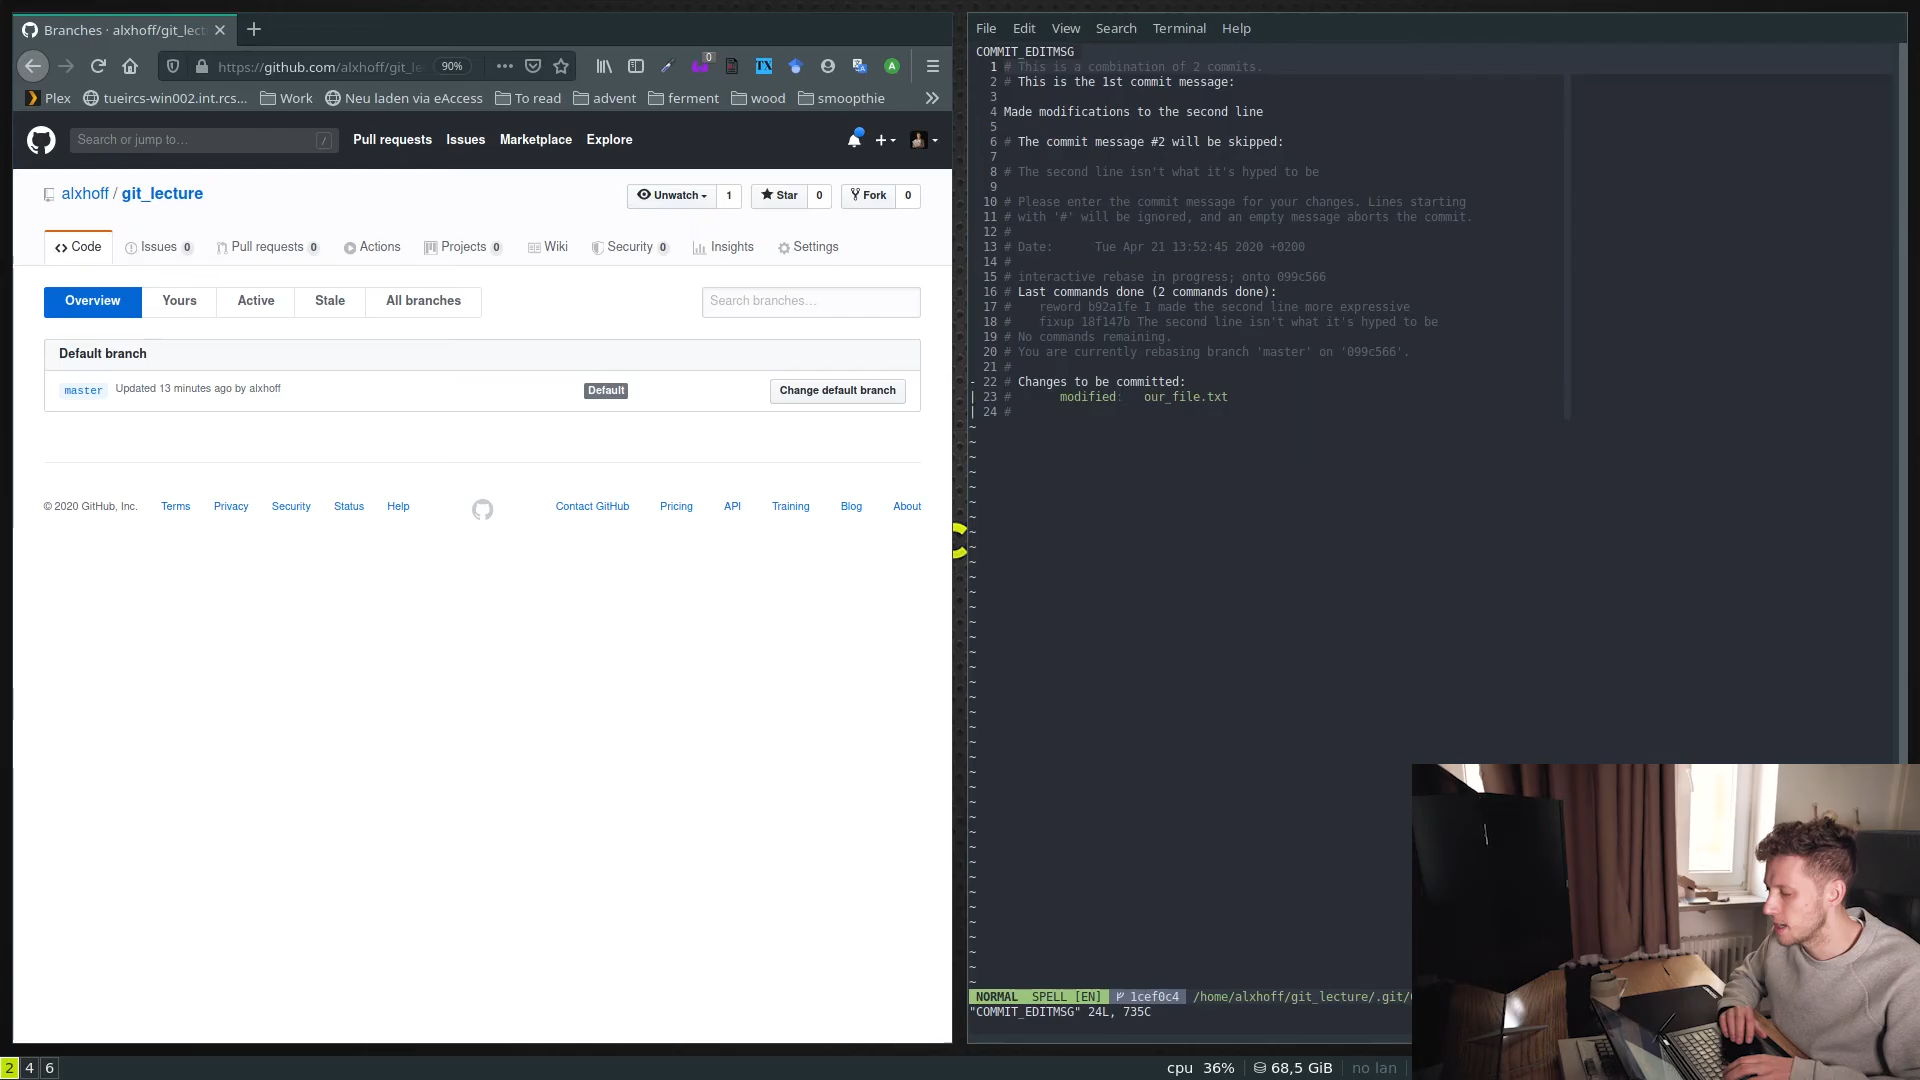 Branches · alxhoff/git_lect
https://github.com/alxhoff/git_le
90%
0
TX
A
Plex
tueircs-win002.int.rcs...
Work
Neu laden via eAccess
To read
advent
ferment
wood
smoopthie
Search or jump to…
/
Pull requests
Issues
Marketplace
Explore
alxhoff / git_lecture
Unwatch
1
Star
0
Fork
0
Code
Issues 0
Pull requests 0
Actions
Projects 0
Wiki
Security 0
Insights
Settings
Overview
Yours
Active
Stale
All branches
Search branches…
Default branch
master
Updated 13 minutes ago by alxhoff
Default
Change default branch
© 2020 GitHub, Inc.
Terms
Privacy
Security
Status
Help
Contact GitHub
Pricing
API
Training
Blog
About
File Edit View Search Terminal Help
COMMIT_EDITMSG
1 # This is a combination of 2 commits.
2 # This is the 1st commit message:
3
4 Made modifications to the second line
5
6 # The commit message #2 will be skipped:
7
8 # The second line isn't what it's hyped to be
9
10 # Please enter the commit message for your changes. Lines starting
11 # with '#' will be ignored, and an empty message aborts the commit.
12 #
13 # Date:      Tue Apr 21 13:52:45 2020 +0200
14 #
15 # interactive rebase in progress; onto 099c566
16 # Last commands done (2 commands done):
17 #    reword b92a1fe I made the second line more expressive
18 #    fixup 18f147b The second line isn't what it's hyped to be
19 # No commands remaining.
20 # You are currently rebasing branch 'master' on '099c566'.
21 #
- 22 # Changes to be committed:
| 23 #       modified:   our_file.txt
| 24 #
NORMAL SPELL [EN] 1cef0c4 /home/alxhoff/git_lecture/.git/
"COMMIT_EDITMSG" 24L, 735C
2 4 6
cpu 36% 68,5 GiB no lan